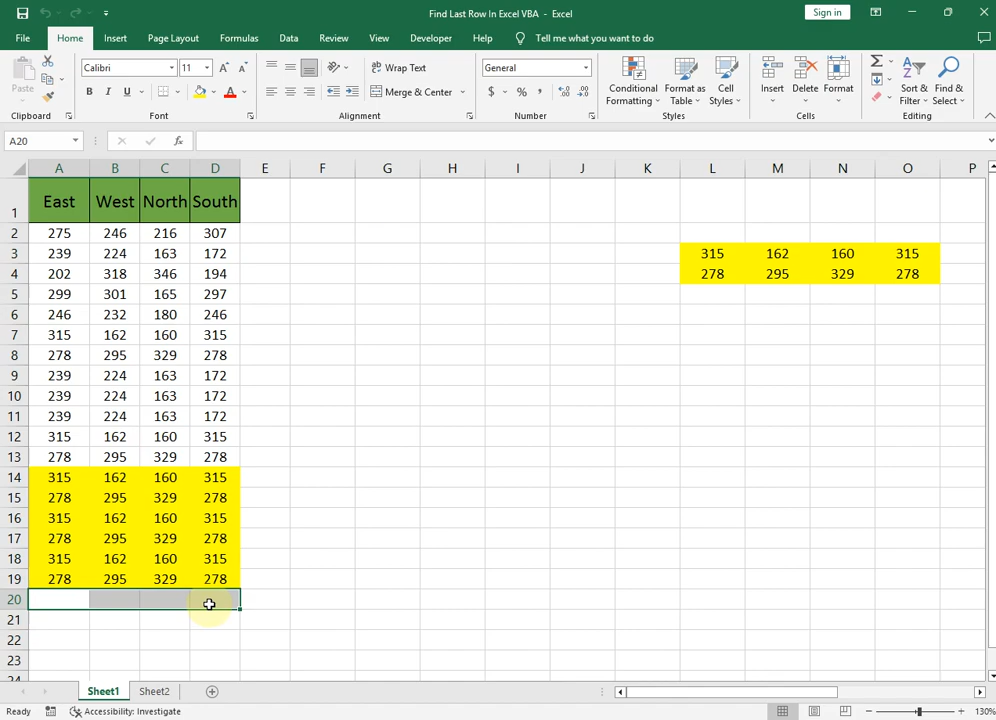 Find Last Row In Excel VBA - Excel
Sign in
File Home Insert Page Layout Formulas Data Review View Developer Help Tell me what you want to do
Paste
Clipboard
Calibri 11
B I U
Font
Wrap Text
Merge & Center
Alignment
General
$ % ,
Number
Conditional Formatting
Format as Table
Cell Styles
Styles
Insert Delete Format
Cells
Sort & Filter
Find & Select
Editing
A20 fx
A B C D E F G H I J K L M N O P
1 East West North South
2 275 246 216 307
3 239 224 163 172 315 162 160 315
4 202 318 346 194 278 295 329 278
5 299 301 165 297
6 246 232 180 246
7 315 162 160 315
8 278 295 329 278
9 239 224 163 172
10 239 224 163 172
11 239 224 163 172
12 315 162 160 315
13 278 295 329 278
14 315 162 160 315
15 278 295 329 278
16 315 162 160 315
17 278 295 329 278
18 315 162 160 315
19 278 295 329 278
20
21
22
23
24
Sheet1 Sheet2
Ready Accessibility: Investigate 130%